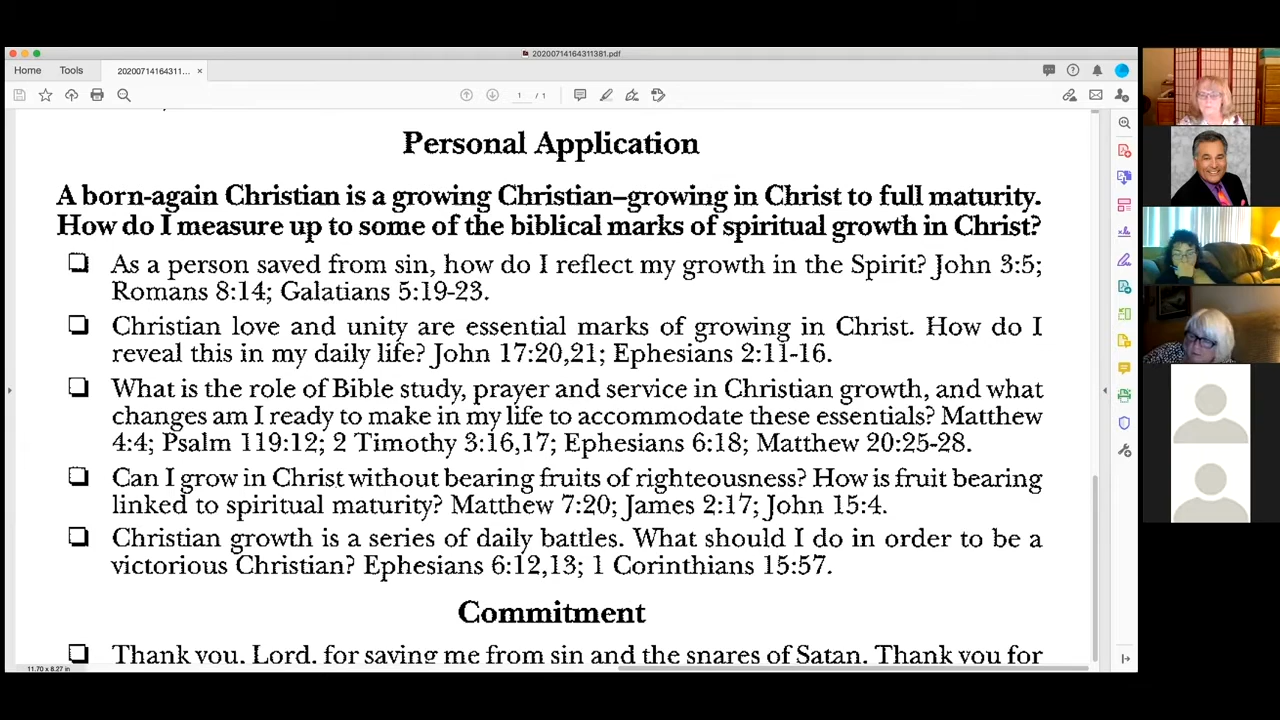 20200714164311381.pdf
Home Tools 20200714164311... ×
1 / 1
Personal Application
A born-again Christian is a growing Christian–growing in Christ to full maturity.
How do I measure up to some of the biblical marks of spiritual growth in Christ?
❏ As a person saved from sin, how do I reflect my growth in the Spirit? John 3:5;
Romans 8:14; Galatians 5:19-23.
❏ Christian love and unity are essential marks of growing in Christ. How do I
reveal this in my daily life? John 17:20,21; Ephesians 2:11-16.
❏ What is the role of Bible study, prayer and service in Christian growth, and what
changes am I ready to make in my life to accommodate these essentials? Matthew
4:4; Psalm 119:12; 2 Timothy 3:16,17; Ephesians 6:18; Matthew 20:25-28.
❏ Can I grow in Christ without bearing fruits of righteousness? How is fruit bearing
linked to spiritual maturity? Matthew 7:20; James 2:17; John 15:4.
❏ Christian growth is a series of daily battles. What should I do in order to be a
victorious Christian? Ephesians 6:12,13; 1 Corinthians 15:57.
Commitment
❏ Thank you, Lord, for saving me from sin and the snares of Satan. Thank you for
11.70 x 8.27 in